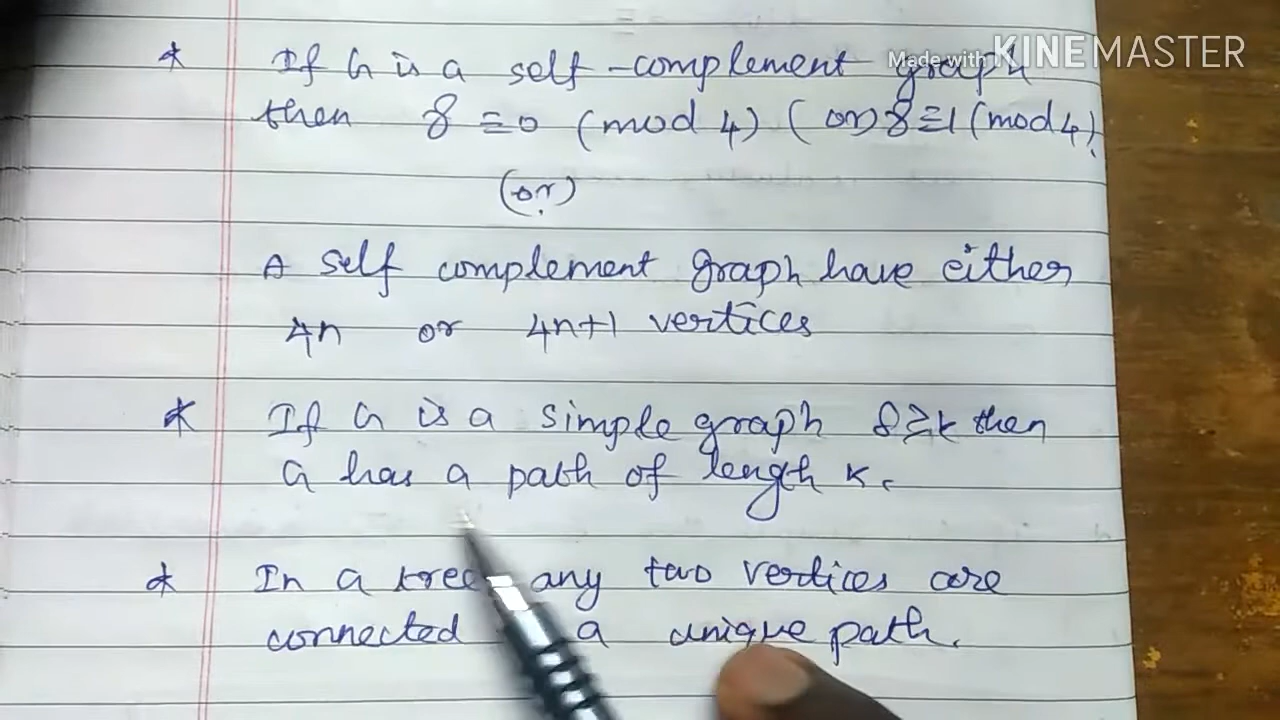 Made with KINEMASTER
* If G is a self-complement graph
then γ ≡ 0 (mod 4) (or) γ ≡ 1 (mod 4).
(or)
A self complement graph have either
4n or 4n+1 vertices
* If G is a simple graph δ ≥ k then
G has a path of length k.
* In a tree any two vertices are
connected a unique path.